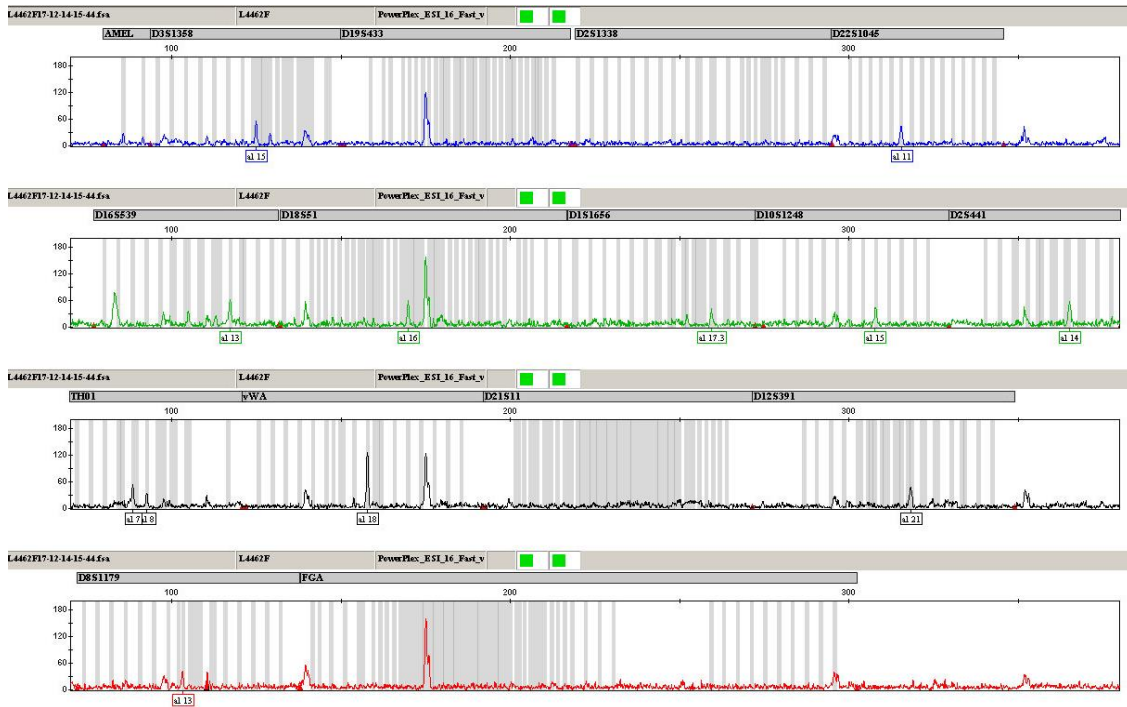 L4462F17-12-14-15-44.fsa L4462F PowerPlex_ESI_16_Fast_v
AMEL D3S1358 D19S433 D2S1338 D22S1045
100 200 300
180
120
60
0
al 15 al 11
L4462F17-12-14-15-44.fsa L4462F PowerPlex_ESI_16_Fast_v
D16S539 D18S51 D1S1656 D10S1248 D2S441
100 200 300
180
120
60
0
al 13 al 16 al 17.3 al 15 al 14
L4462F17-12-14-15-44.fsa L4462F PowerPlex_ESI_16_Fast_v
TH01 vWA D21S11 D12S391
100 200 300
180
120
60
0
al 7 al 8 al 18 al 21
L4462F17-12-14-15-44.fsa L4462F PowerPlex_ESI_16_Fast_v
D8S1179 FGA
100 200 300
180
120
60
0
al 13